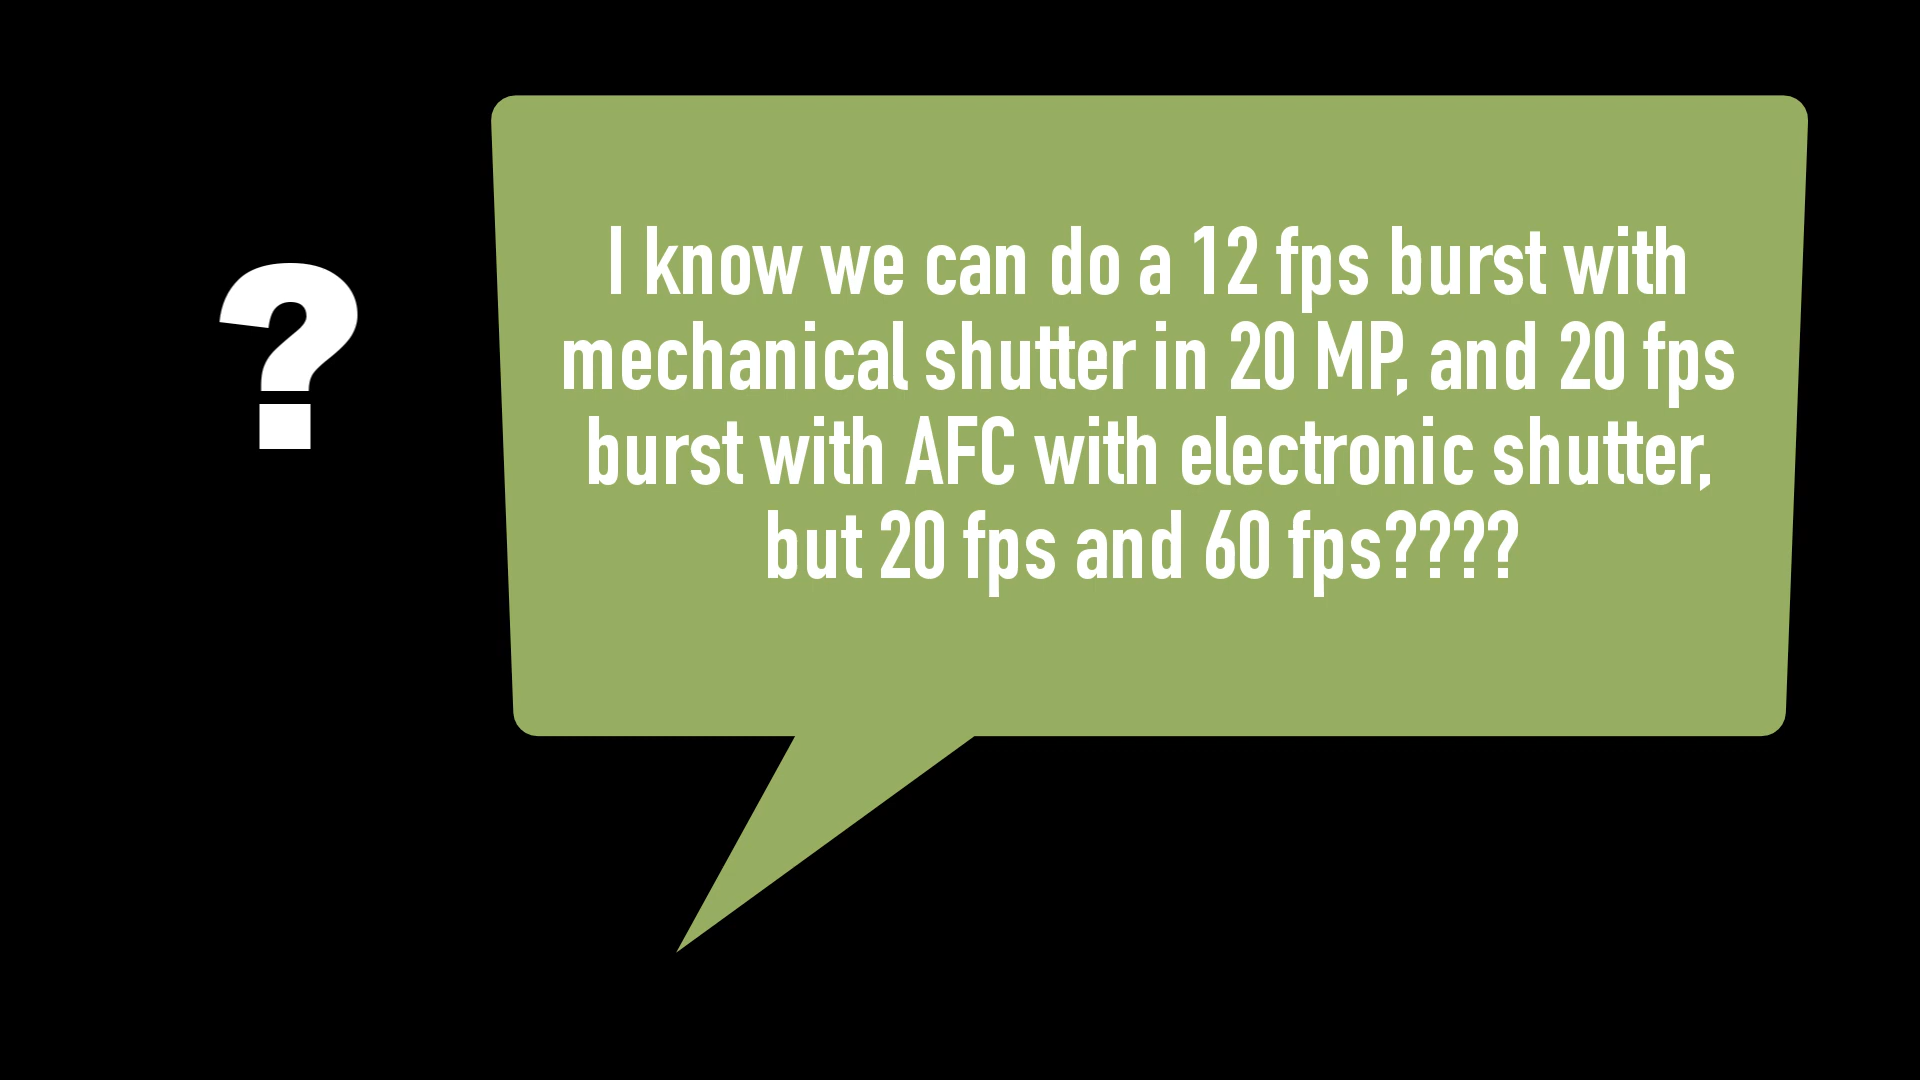 ?
I know we can do a 12 fps burst with
mechanical shutter in 20 MP, and 20 fps
burst with AFC with electronic shutter,
but 20 fps and 60 fps????